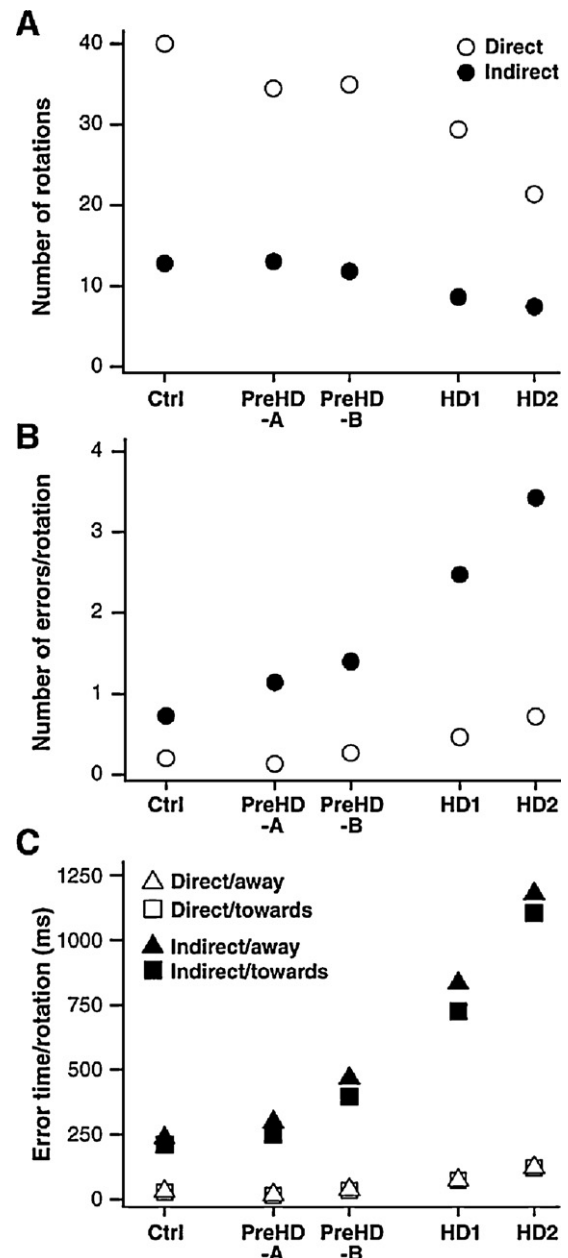 A
Number of rotations
40
30
20
10
0
Direct
Indirect
Ctrl
PreHD
-A
PreHD
-B
HD1
HD2
B
Number of errors/rotation
4
3
2
1
0
Ctrl
PreHD
-A
PreHD
-B
HD1
HD2
C
Error time/rotation (ms)
1250
1000
750
500
250
0
Direct/away
Direct/towards
Indirect/away
Indirect/towards
Ctrl
PreHD
-A
PreHD
-B
HD1
HD2